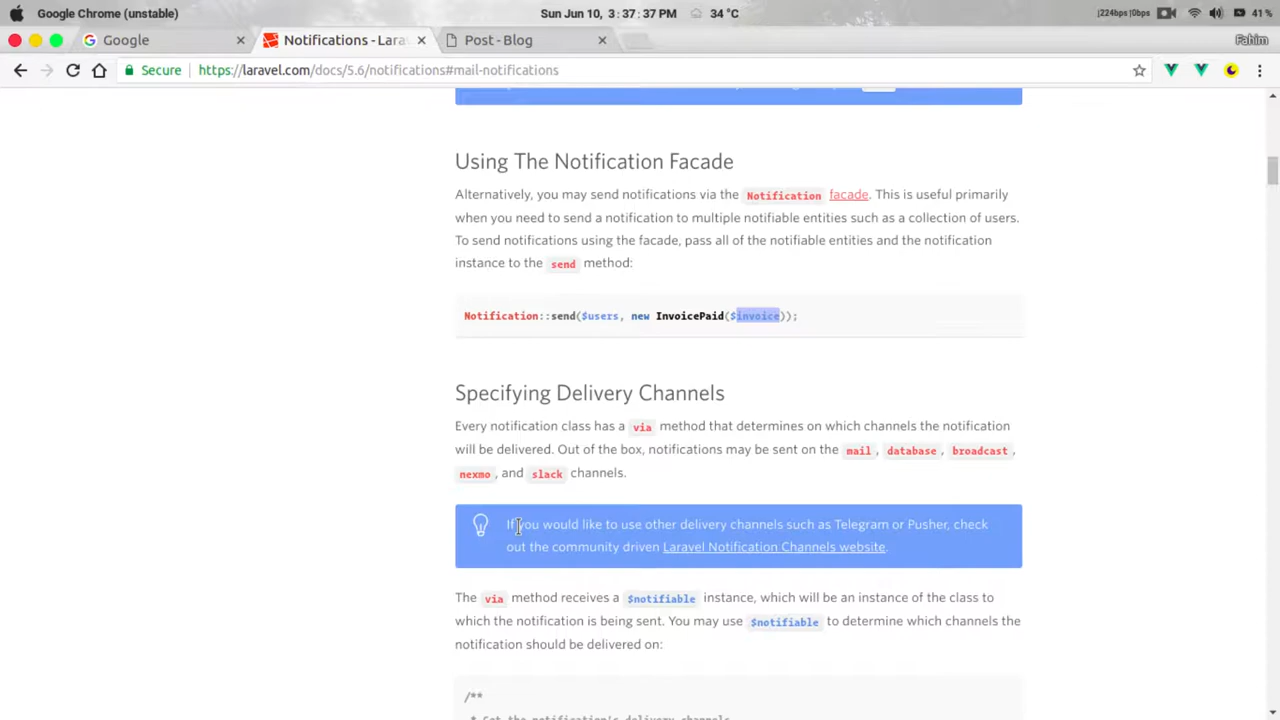 Google Chrome (unstable)
Sun Jun 10, 3:37:37 PM
34 °C
|224bps|0bps
41 %
Google
Notifications - Lara
Post - Blog
Fahim
Secure
https://laravel.com/docs/5.6/notifications#mail-notifications
Using The Notification Facade
Alternatively, you may send notifications via the Notification facade. This is useful primarily
when you need to send a notification to multiple notifiable entities such as a collection of users.
To send notifications using the facade, pass all of the notifiable entities and the notification
instance to the send method:
Notification::send($users, new InvoicePaid($invoice));
Specifying Delivery Channels
Every notification class has a via method that determines on which channels the notification
will be delivered. Out of the box, notifications may be sent on the mail, database, broadcast,
nexmo, and slack channels.
If you would like to use other delivery channels such as Telegram or Pusher, check
out the community driven Laravel Notification Channels website.
The via method receives a $notifiable instance, which will be an instance of the class to
which the notification is being sent. You may use $notifiable to determine which channels the
notification should be delivered on:
/**
* Get the notification's delivery channels